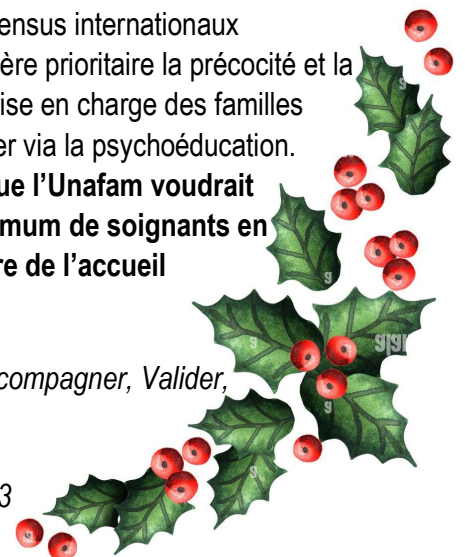 ensus internationaux
ère prioritaire la précocité et la
ise en charge des familles
er via la psychoéducation.
ue l'Unafam voudrait
mum de soignants en
re de l'accueil
compagner, Valider,
3